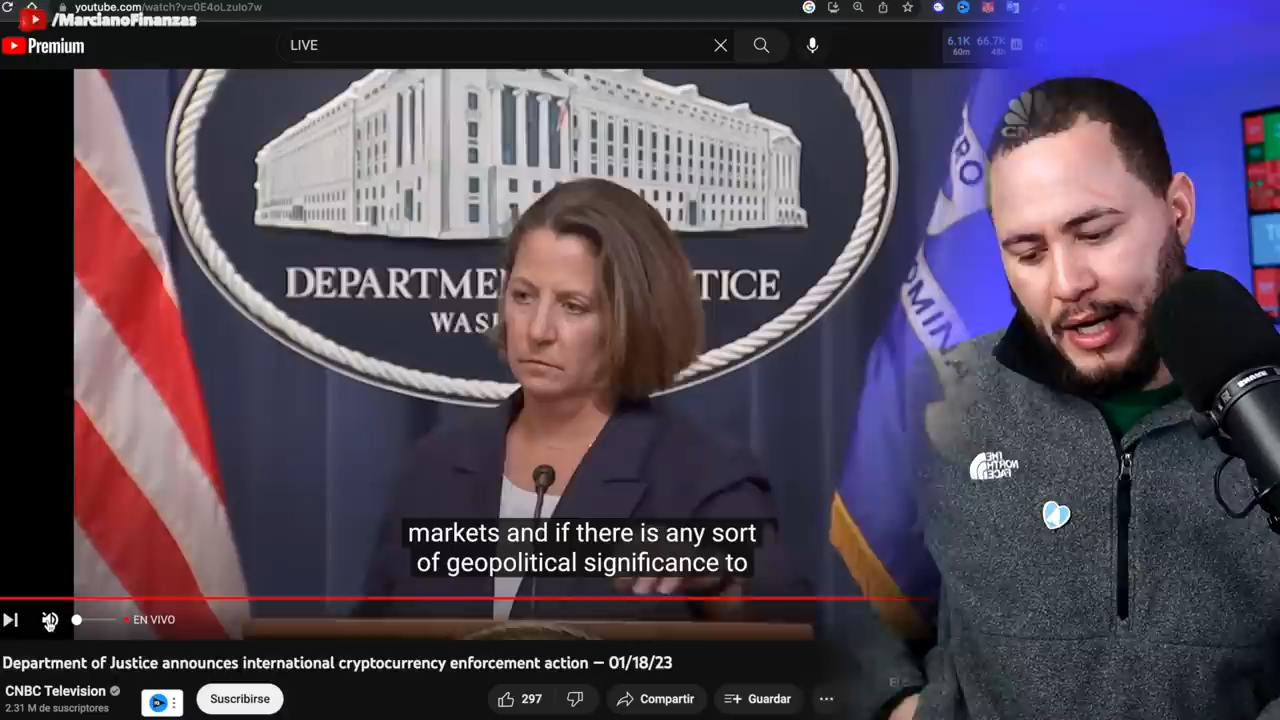 youtube.com/watch?v=0E4oLzuIo7w
/MarcianoFinanzas
Premium
LIVE
6.1K 66.7K
60m 48h
DEPARTME TICE
WAS
THE
NORTH
FACE
SHURE
markets and if there is any sort
of geopolitical significance to
EN VIVO
Department of Justice announces international cryptocurrency enforcement action – 01/18/23
CNBC Television
2.31 M de suscriptores
Suscribirse
297
Compartir
Guardar